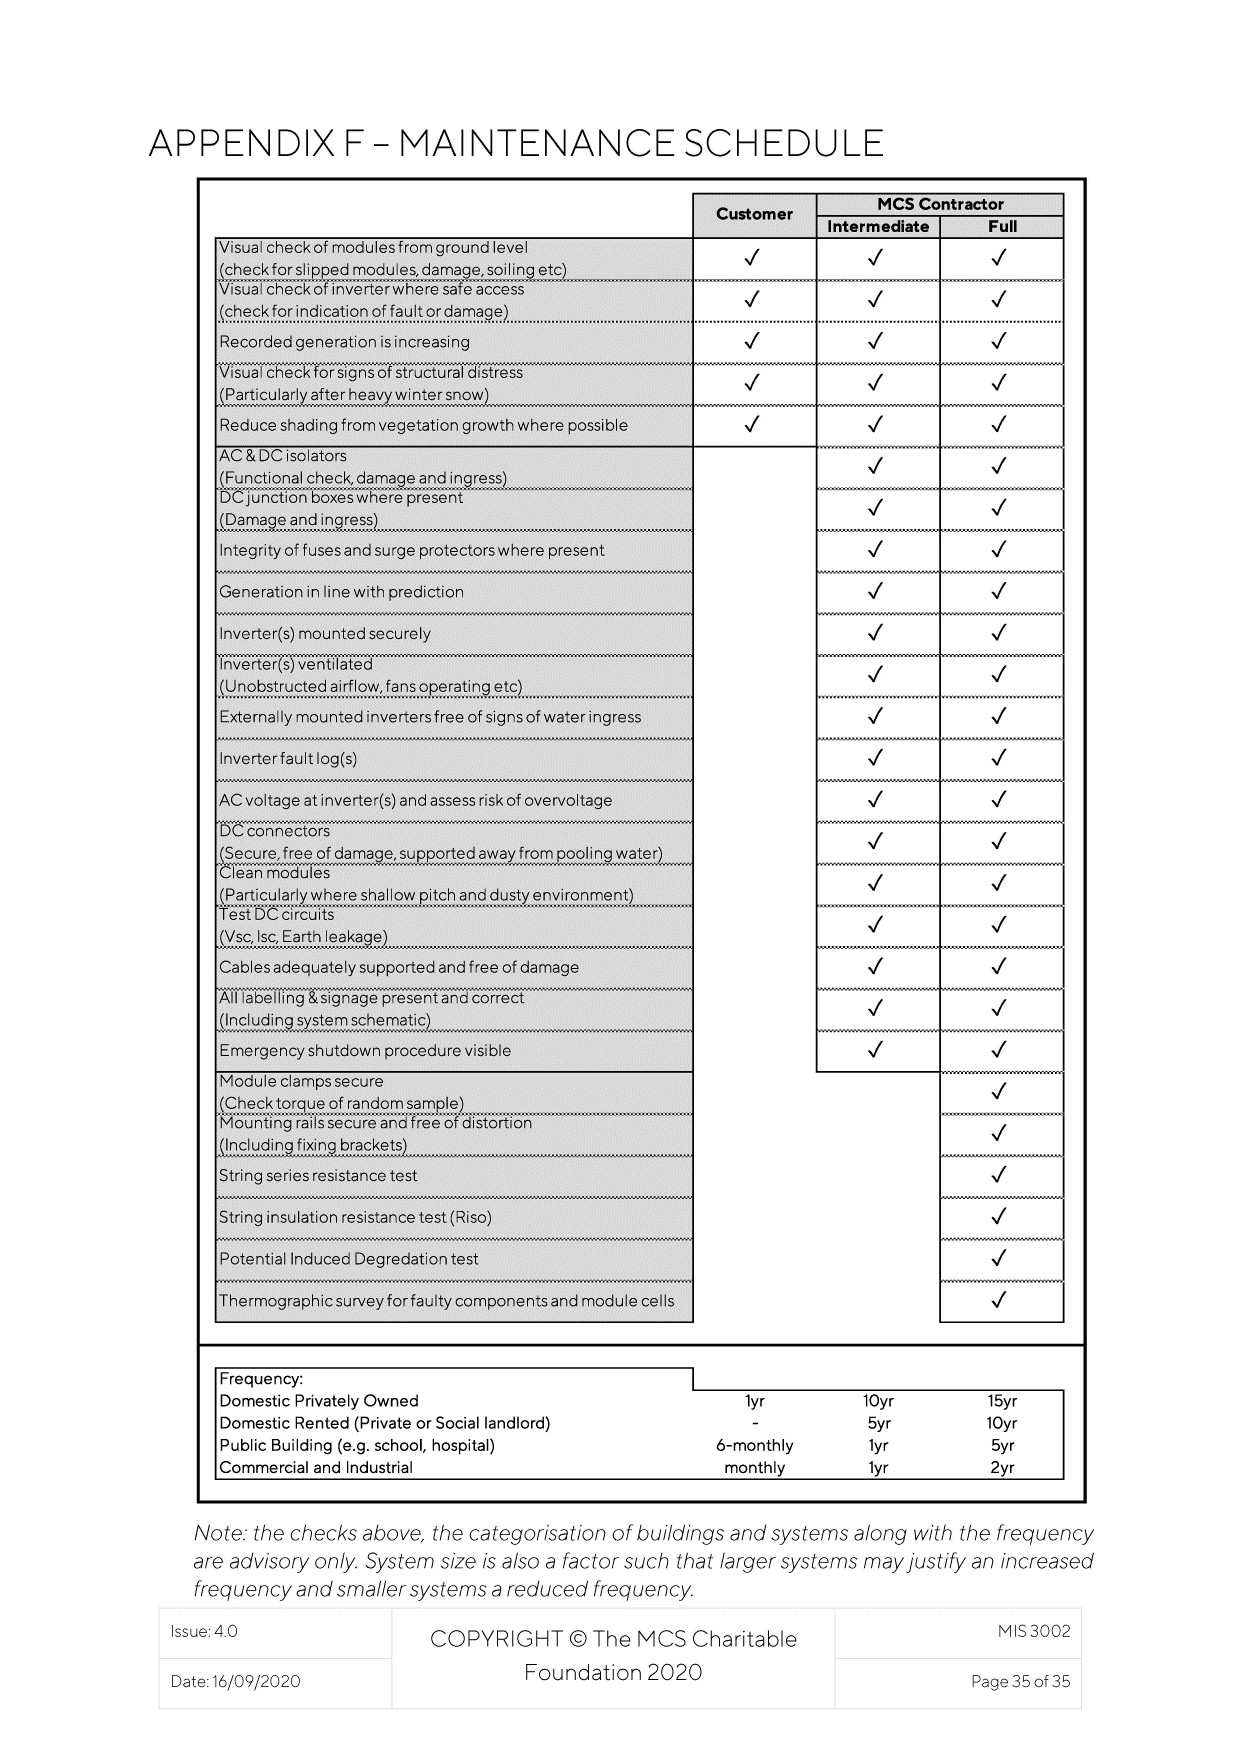 APPENDIX F – MAINTENANCE SCHEDULE
Customer
MCS Contractor
Intermediate
Full
Visual check of modules from ground level
(check for slipped modules, damage, soiling etc)
✓ ✓ ✓
Visual check of inverter where safe access
(check for indication of fault or damage)
✓ ✓ ✓
Recorded generation is increasing ✓ ✓ ✓
Visual check for signs of structural distress
(Particularly after heavy winter snow)
✓ ✓ ✓
Reduce shading from vegetation growth where possible ✓ ✓ ✓
AC & DC isolators
(Functional check, damage and ingress)
✓ ✓
DC junction boxes where present
(Damage and ingress)
✓ ✓
Integrity of fuses and surge protectors where present ✓ ✓
Generation in line with prediction ✓ ✓
Inverter(s) mounted securely ✓ ✓
Inverter(s) ventilated
(Unobstructed airflow, fans operating etc)
✓ ✓
Externally mounted inverters free of signs of water ingress ✓ ✓
Inverter fault log(s) ✓ ✓
AC voltage at inverter(s) and assess risk of overvoltage ✓ ✓
DC connectors
(Secure, free of damage, supported away from pooling water)
✓ ✓
Clean modules
(Particularly where shallow pitch and dusty environment)
✓ ✓
Test DC circuits
(Vsc, Isc, Earth leakage)
✓ ✓
Cables adequately supported and free of damage ✓ ✓
All labelling & signage present and correct
(Including system schematic)
✓ ✓
Emergency shutdown procedure visible ✓ ✓
Module clamps secure
(Check torque of random sample)
✓
Mounting rails secure and free of distortion
(Including fixing brackets)
✓
String series resistance test ✓
String insulation resistance test (Riso) ✓
Potential Induced Degredation test ✓
Thermographic survey for faulty components and module cells ✓
Frequency:
Domestic Privately Owned 1yr 10yr 15yr
Domestic Rented (Private or Social landlord) - 5yr 10yr
Public Building (e.g. school, hospital) 6-monthly 1yr 5yr
Commercial and Industrial monthly 1yr 2yr
Note: the checks above, the categorisation of buildings and systems along with the frequency
are advisory only. System size is also a factor such that larger systems may justify an increased
frequency and smaller systems a reduced frequency.
Issue: 4.0
Date: 16/09/2020
COPYRIGHT © The MCS Charitable
Foundation 2020
MIS 3002
Page 35 of 35